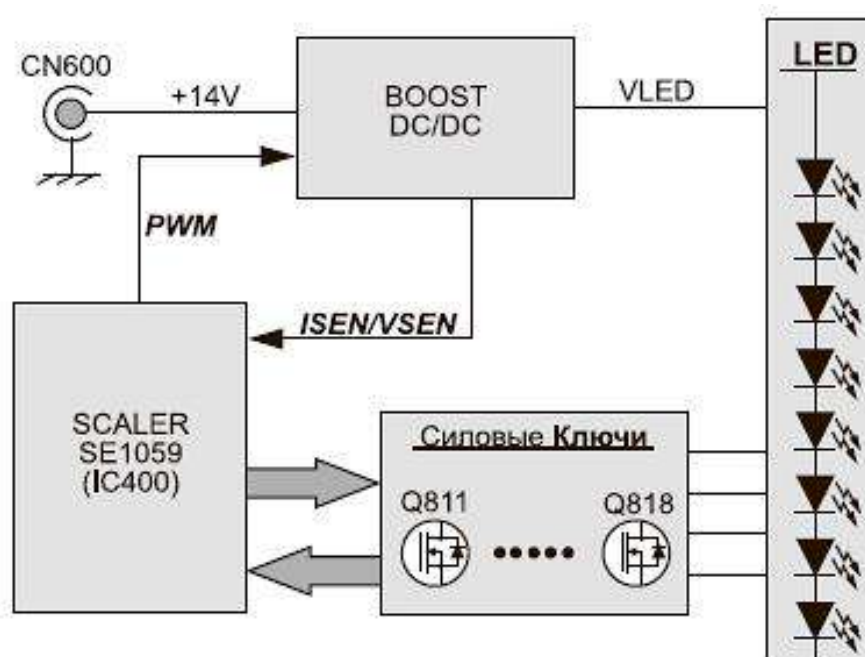 CN600
+14V
BOOST
DC/DC
VLED
LED
PWM
ISEN/VSEN
SCALER
SE1059
(IC400)
Силовые Ключи
Q811
Q818